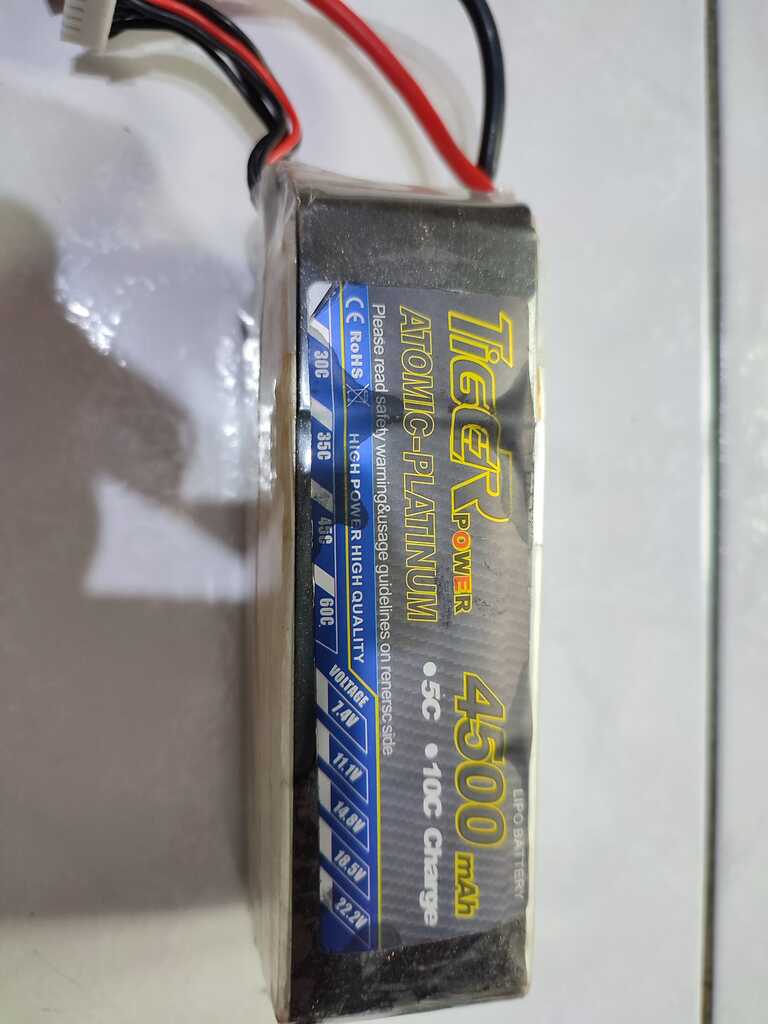 LIPO BATTERY
TiGER POWER
4500 mAh
ATOMIC-PLATINUM
•5C •10C Charge
Please read safety warning&usage guidelines on renersc side
CE RoHS HIGH POWER HIGH QUALITY
VOLTAGE
30C 35C 45C 60C
7.4V 11.1V 14.8V 18.5V 22.2V